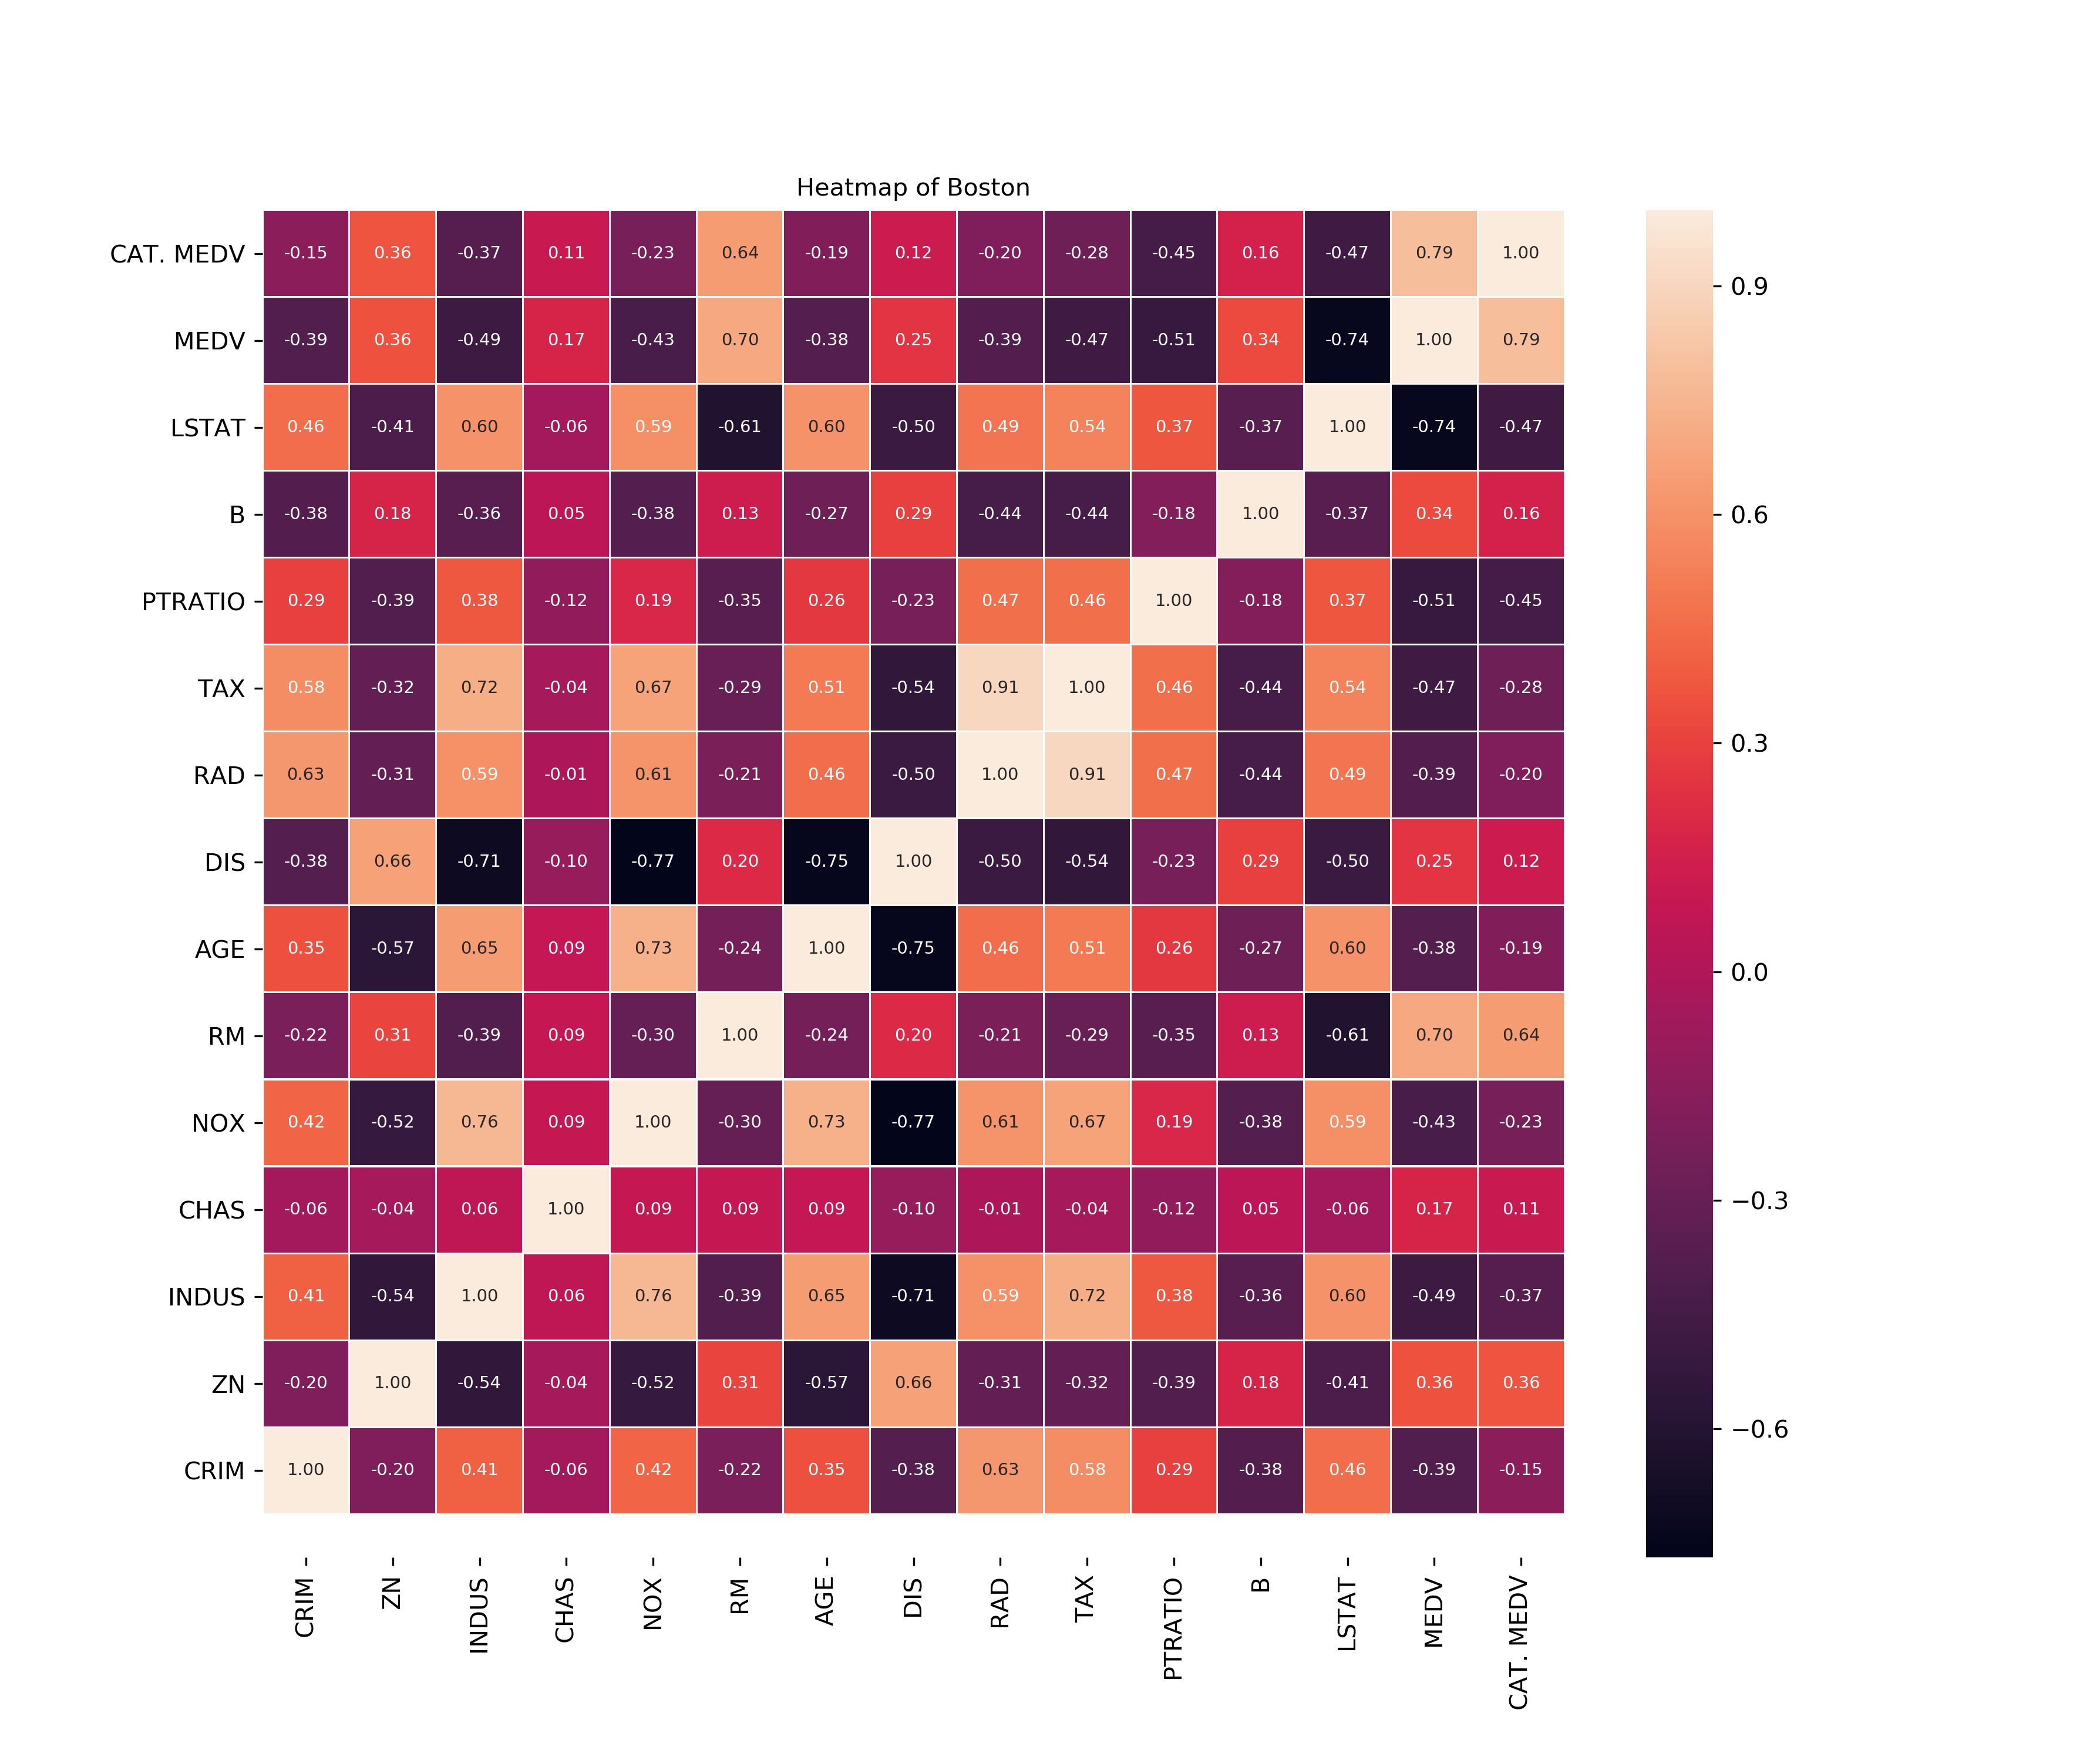 Heatmap of Boston
CAT. MEDV -0.15 0.36 -0.37 0.11 -0.23 0.64 -0.19 0.12 -0.20 -0.28 -0.45 0.16 -0.47 0.79 1.00
MEDV -0.39 0.36 -0.49 0.17 -0.43 0.70 -0.38 0.25 -0.39 -0.47 -0.51 0.34 -0.74 1.00 0.79
LSTAT 0.46 -0.41 0.60 -0.06 0.59 -0.61 0.60 -0.50 0.49 0.54 0.37 -0.37 1.00 -0.74 -0.47
B -0.38 0.18 -0.36 0.05 -0.38 0.13 -0.27 0.29 -0.44 -0.44 -0.18 1.00 -0.37 0.34 0.16
PTRATIO 0.29 -0.39 0.38 -0.12 0.19 -0.35 0.26 -0.23 0.47 0.46 1.00 -0.18 0.37 -0.51 -0.45
TAX 0.58 -0.32 0.72 -0.04 0.67 -0.29 0.51 -0.54 0.91 1.00 0.46 -0.44 0.54 -0.47 -0.28
RAD 0.63 -0.31 0.59 -0.01 0.61 -0.21 0.46 -0.50 1.00 0.91 0.47 -0.44 0.49 -0.39 -0.20
DIS -0.38 0.66 -0.71 -0.10 -0.77 0.20 -0.75 1.00 -0.50 -0.54 -0.23 0.29 -0.50 0.25 0.12
AGE 0.35 -0.57 0.65 0.09 0.73 -0.24 1.00 -0.75 0.46 0.51 0.26 -0.27 0.60 -0.38 -0.19
RM -0.22 0.31 -0.39 0.09 -0.30 1.00 -0.24 0.20 -0.21 -0.29 -0.35 0.13 -0.61 0.70 0.64
NOX 0.42 -0.52 0.76 0.09 1.00 -0.30 0.73 -0.77 0.61 0.67 0.19 -0.38 0.59 -0.43 -0.23
CHAS -0.06 -0.04 0.06 1.00 0.09 0.09 0.09 -0.10 -0.01 -0.04 -0.12 0.05 -0.06 0.17 0.11
INDUS 0.41 -0.54 1.00 0.06 0.76 -0.39 0.65 -0.71 0.59 0.72 0.38 -0.36 0.60 -0.49 -0.37
ZN -0.20 1.00 -0.54 -0.04 -0.52 0.31 -0.57 0.66 -0.31 -0.32 -0.39 0.18 -0.41 0.36 0.36
CRIM 1.00 -0.20 0.41 -0.06 0.42 -0.22 0.35 -0.38 0.63 0.58 0.29 -0.38 0.46 -0.39 -0.15
CRIM ZN INDUS CHAS NOX RM AGE DIS RAD TAX PTRATIO B LSTAT MEDV CAT. MEDV
0.9
0.6
0.3
0.0
−0.3
−0.6